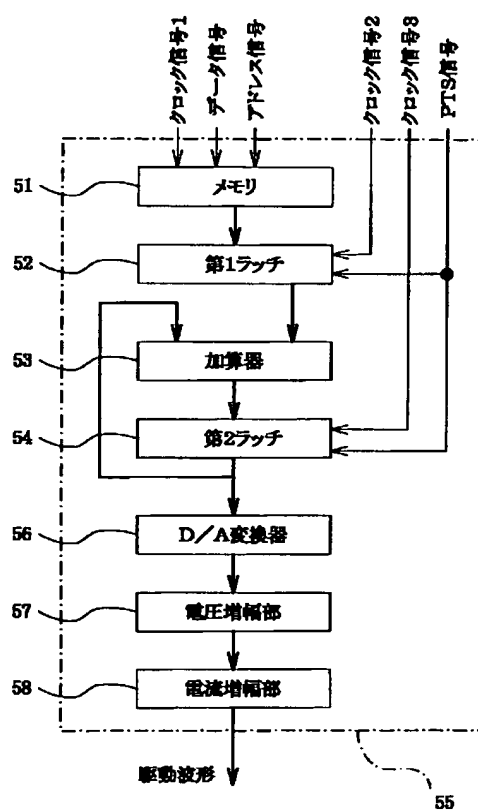 クロック信号1
データ信号
アドレス信号
クロック信号2
クロック信号3
PTS信号
51
メモリ
52
第1ラッチ
53
加算器
54
第2ラッチ
56
D/A変換器
57
電圧増幅部
58
電流増幅部
駆動波形
55